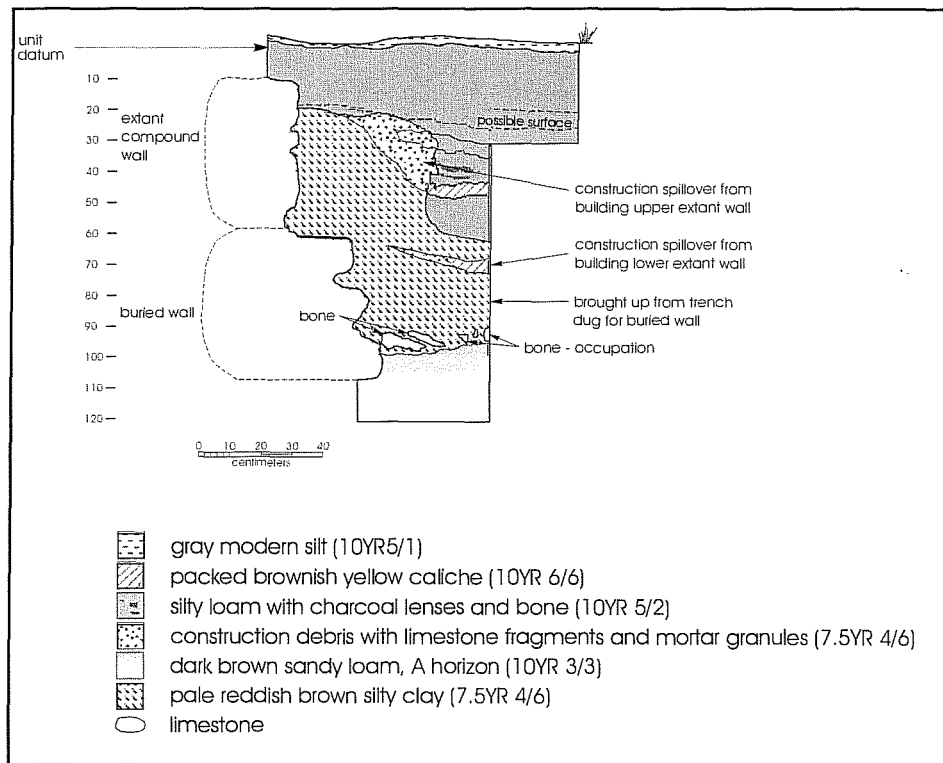 unit
datum
10
20
30
40
50
60
70
80
90
100
110
120
extant
compound
wall
buried wall
possible surface
construction spillover from
building upper extant wall
construction spillover from
building lower extant wall
brought up from trench
dug for buried wall
bone
bone - occupation
0 10 20 30 40
centimeters
gray modern silt (10YR5/1)
packed brownish yellow caliche (10YR 6/6)
silty loam with charcoal lenses and bone (10YR 5/2)
construction debris with limestone fragments and mortar granules (7.5YR 4/6)
dark brown sandy loam, A horizon (10YR 3/3)
pale reddish brown silty clay (7.5YR 4/6)
limestone